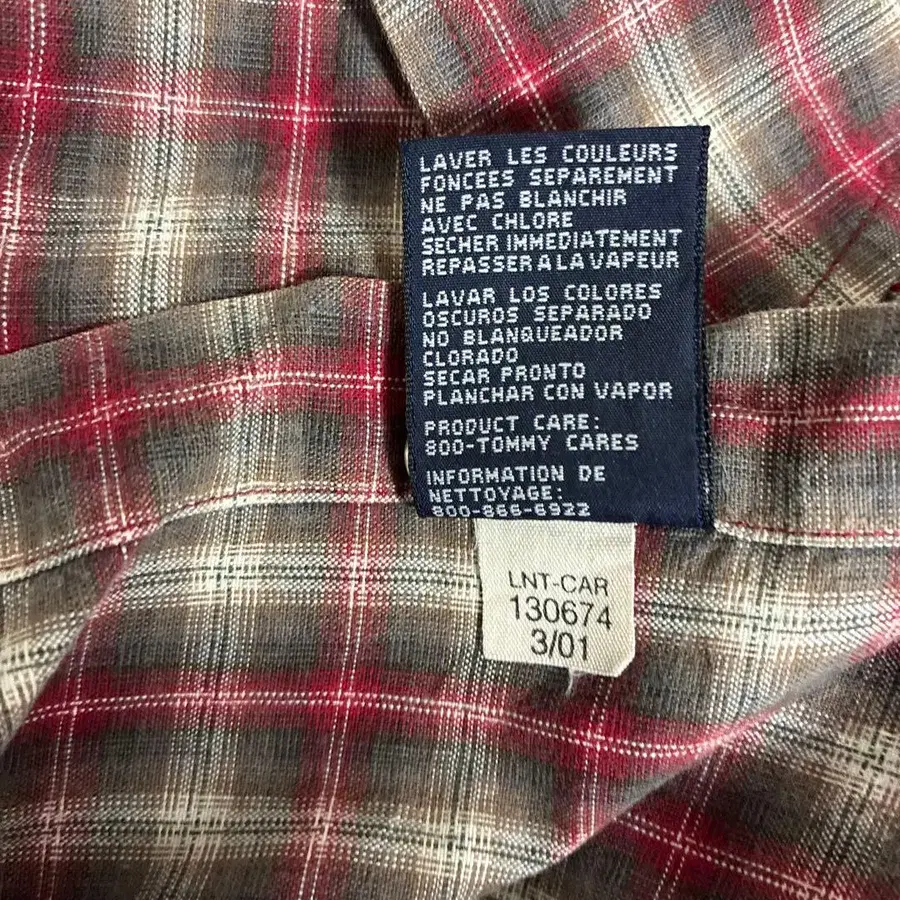 LAVER LES COULEURS
FONCEES SEPAREMENT
NE PAS BLANCHIR
AVEC CHLORE
SECHER IMMEDIATEMENT
REPASSER A LA VAPEUR
LAVAR LOS COLORES
OSCUROS SEPARADO
NO BLANQUEADOR
CLORADO
SECAR PRONTO
PLANCHAR CON VAPOR
PRODUCT CARE:
800-TOMMY CARES
INFORMATION DE
NETTOYAGE:
800-866-6922
LNT-CAR
130674
3/01